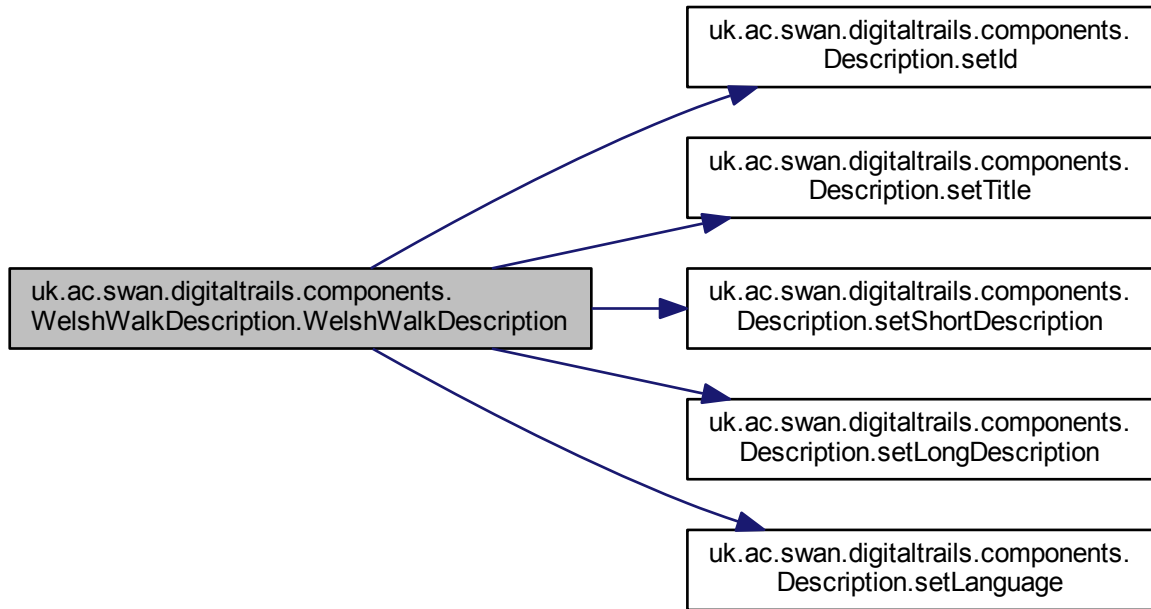 uk.ac.swan.digitaltrails.components.
Description.setId
uk.ac.swan.digitaltrails.components.
Description.setTitle
uk.ac.swan.digitaltrails.components.
WelshWalkDescription.WelshWalkDescription
uk.ac.swan.digitaltrails.components.
Description.setShortDescription
uk.ac.swan.digitaltrails.components.
Description.setLongDescription
uk.ac.swan.digitaltrails.components.
Description.setLanguage